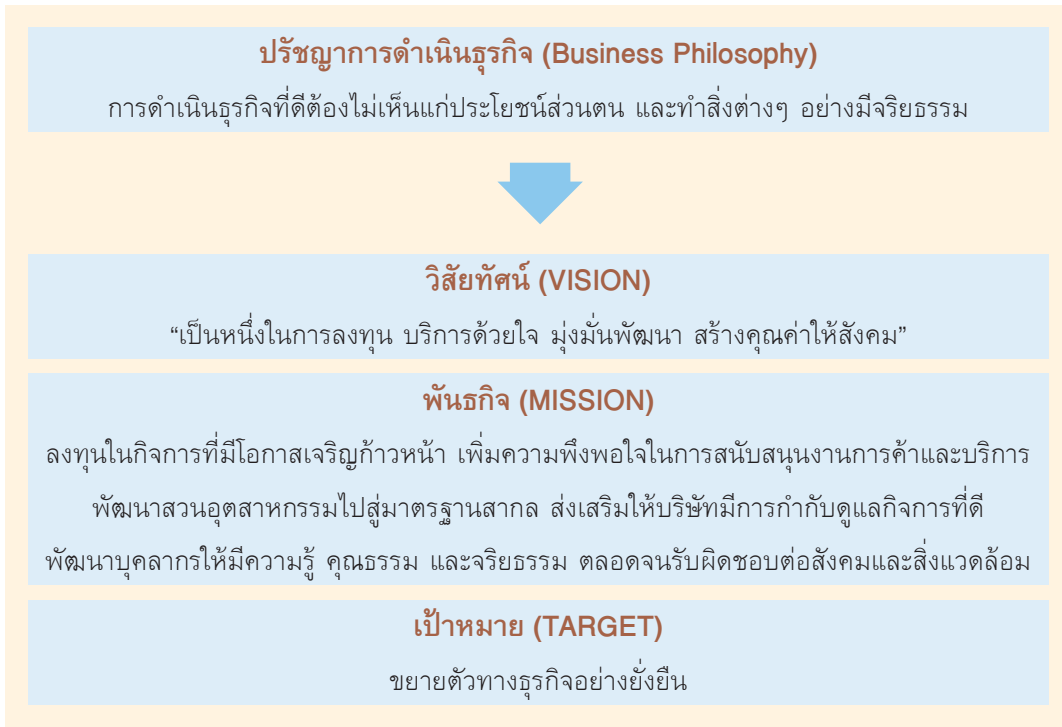 ปรัชญาการดำเนินธุรกิจ (Business Philosophy)
การดำเนินธุรกิจที่ดีต้องไม่เห็นแก่ประโยชน์ส่วนตน และทำสิ่งต่างๆ อย่างมีจริยธรรม
วิสัยทัศน์ (VISION)
“เป็นหนึ่งในการลงทุน บริการด้วยใจ มุ่งมั่นพัฒนา สร้างคุณค่าให้สังคม”
พันธกิจ (MISSION)
ลงทุนในกิจการที่มีโอกาสเจริญก้าวหน้า เพิ่มความพึงพอใจในการสนับสนุนงานการค้าและบริการ
พัฒนาสวนอุตสาหกรรมไปสู่มาตรฐานสากล ส่งเสริมให้บริษัทมีการกำกับดูแลกิจการที่ดี
พัฒนาบุคลากรให้มีความรู้ คุณธรรม และจริยธรรม ตลอดจนรับผิดชอบต่อสังคมและสิ่งแวดล้อม
เป้าหมาย (TARGET)
ขยายตัวทางธุรกิจอย่างยั่งยืน